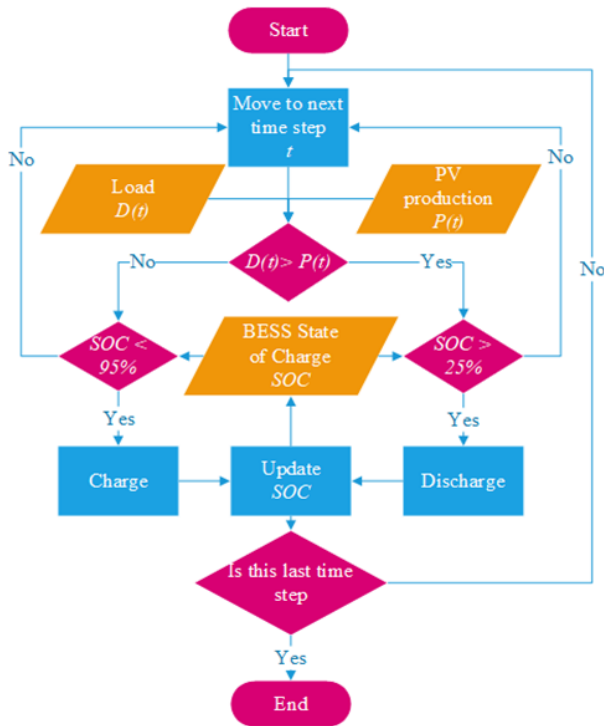 Start
Move to next
time step
t
No
No
Load
D(t)
PV
production
P(t)
No
D(t)> P(t)
Yes
No
SOC <
95%
BESS State
of Charge
SOC
SOC >
25%
Yes
Yes
Charge
Update
SOC
Discharge
Is this last time
step
Yes
End